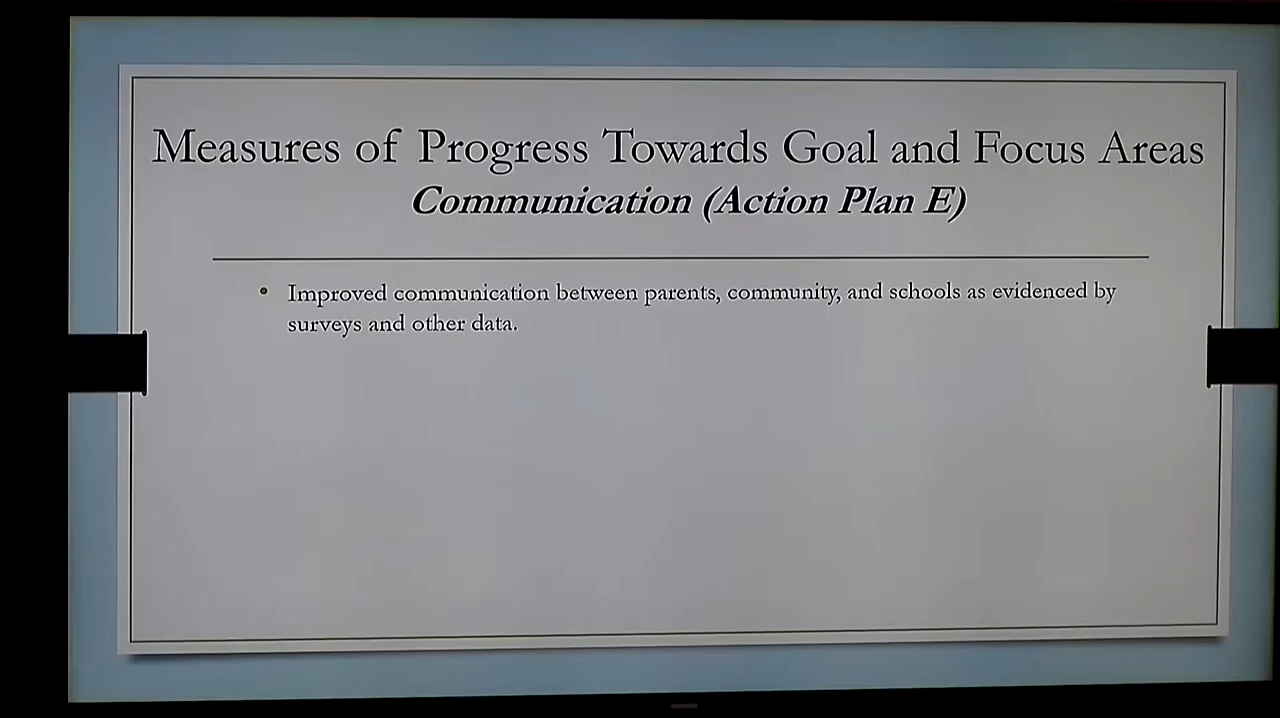 Measures of Progress Towards Goal and Focus Areas
Communication (Action Plan E)
• Improved communication between parents, community, and schools as evidenced by
surveys and other data.